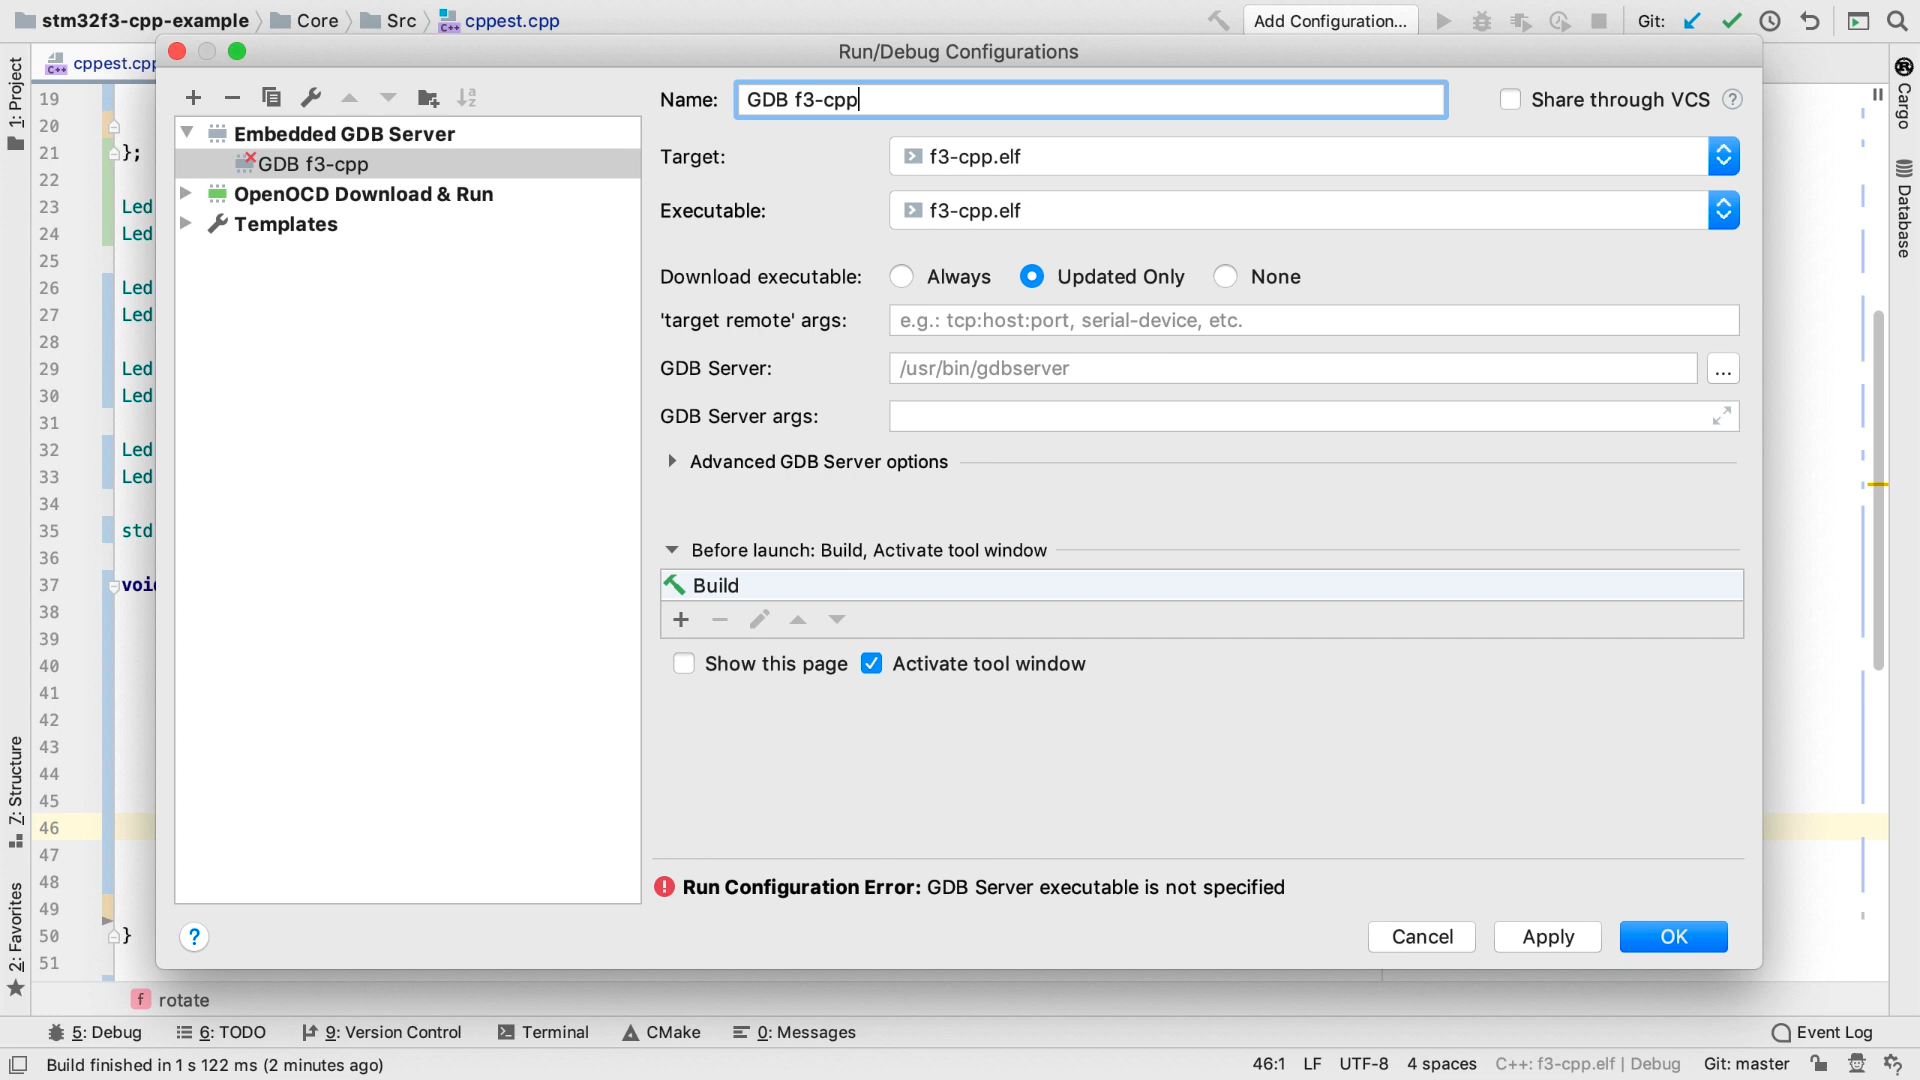 stm32f3-cpp-example Core Src cppest.cpp Add Configuration... Git:
Run/Debug Configurations
1: Project
cppest.cpp
Name: GDB f3-cpp Share through VCS ?
Embedded GDB Server
GDB f3-cpp
OpenOCD Download & Run
Templates
Target: f3-cpp.elf
Executable: f3-cpp.elf
Download executable: Always Updated Only None
'target remote' args: e.g.: tcp:host:port, serial-device, etc.
GDB Server: /usr/bin/gdbserver ...
GDB Server args:
Advanced GDB Server options
Before launch: Build, Activate tool window
Build
Show this page Activate tool window
Run Configuration Error: GDB Server executable is not specified
? Cancel Apply OK
19
20
21 };
22
23 Led
24 Led
25
26 Led
27 Led
28
29 Led
30 Led
31
32 Led
33 Led
34
35 std
36
37 void
38
39
40
41
42
43
44
45
46
47
48
49
50 }
51
7: Structure
2: Favorites
Cargo
Database
f rotate
5: Debug 6: TODO 9: Version Control Terminal CMake 0: Messages Event Log
Build finished in 1 s 122 ms (2 minutes ago) 46:1 LF UTF-8 4 spaces C++: f3-cpp.elf | Debug Git: master